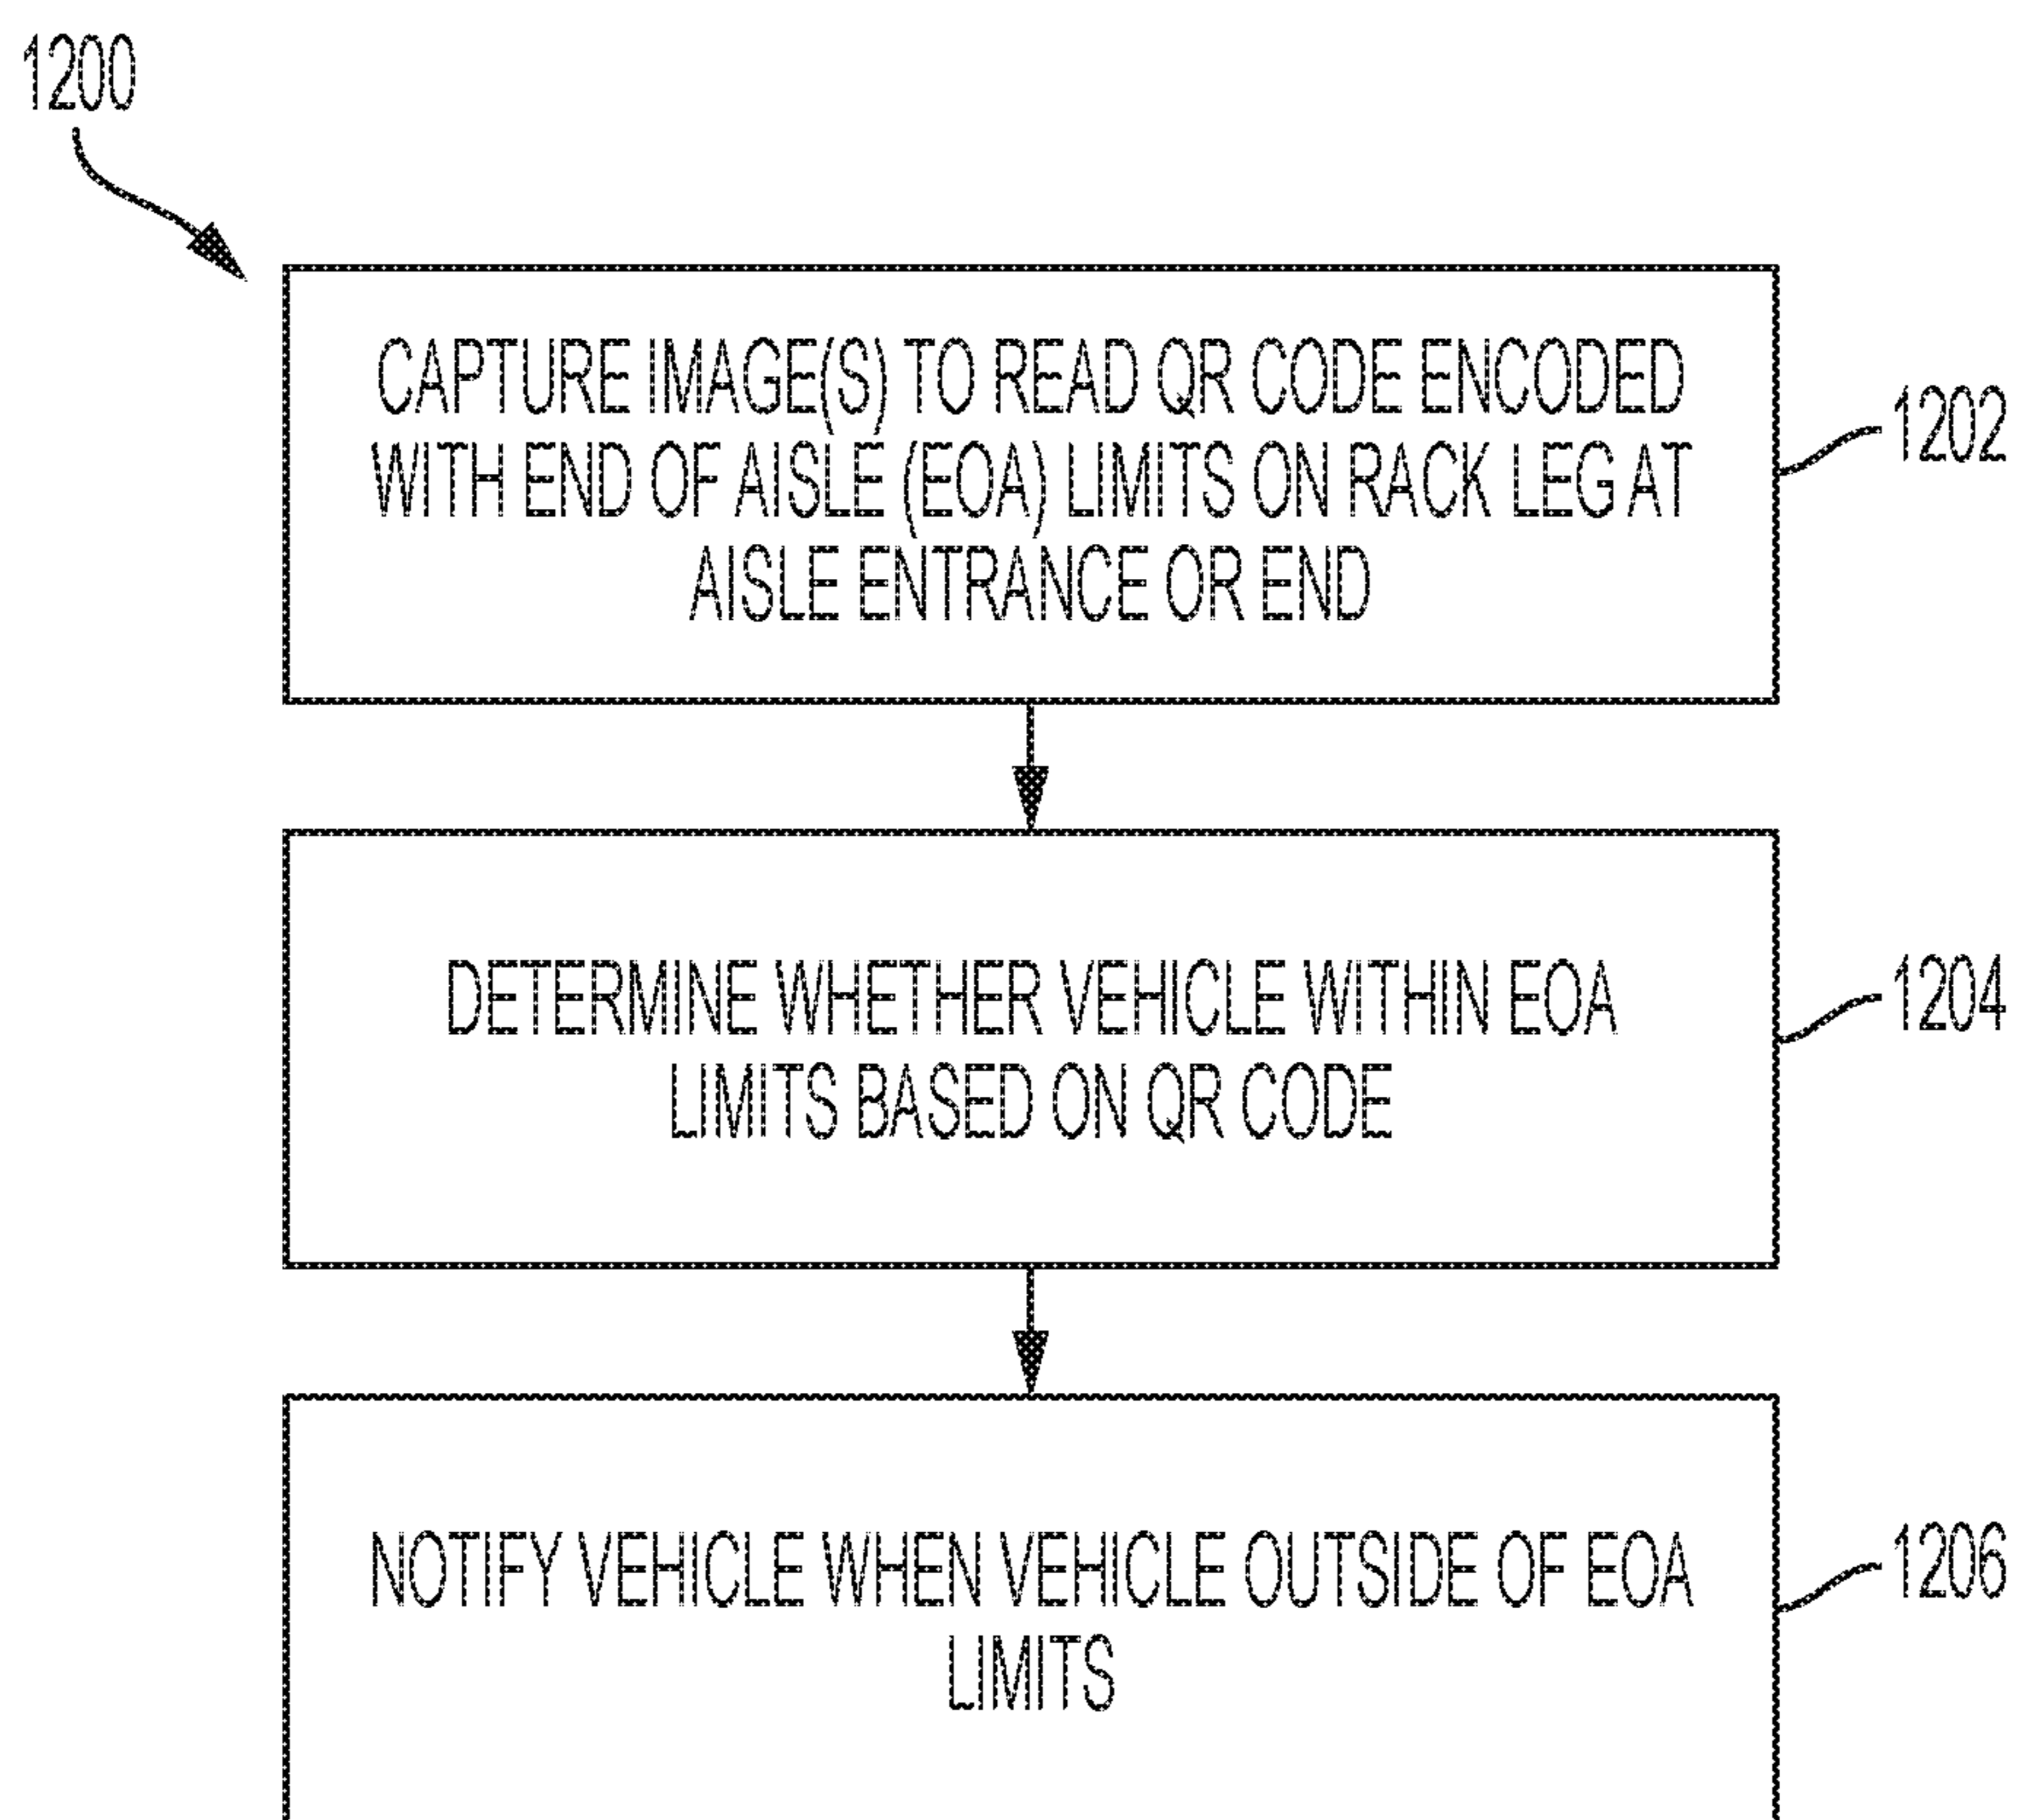 1200
CAPTURE IMAGE(S) TO READ QR CODE ENCODED
WITH END OF AISLE (EOA) LIMITS ON RACK LEG AT
AISLE ENTRANCE OR END
1202
DETERMINE WHETHER VEHICLE WITHIN EOA
LIMITS BASED ON QR CODE
1204
NOTIFY VEHICLE WHEN VEHICLE OUTSIDE OF EOA
LIMITS
1206